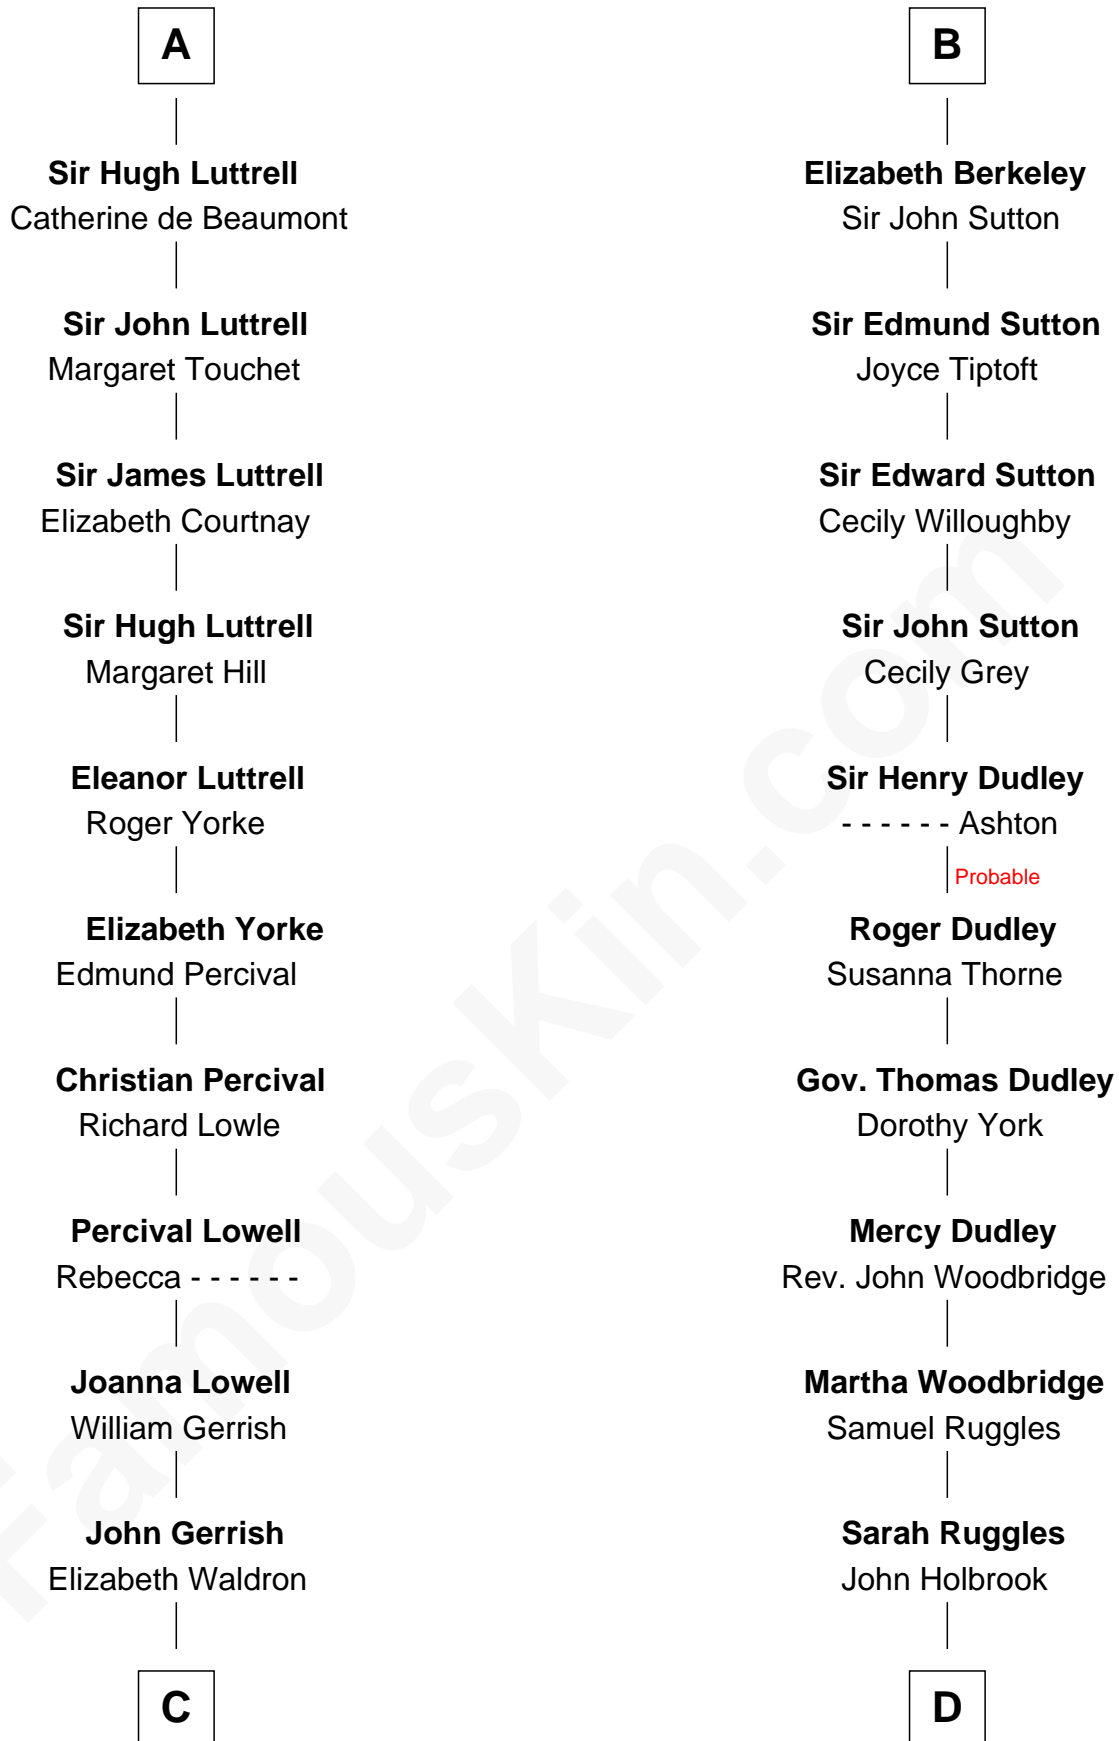 A
Sir Hugh Luttrell
Catherine de Beaumont
Sir John Luttrell
Margaret Touchet
Sir James Luttrell
Elizabeth Courtnay
Sir Hugh Luttrell
Margaret Hill
Eleanor Luttrell
Roger Yorke
Elizabeth Yorke
Edmund Percival
Christian Percival
Richard Lowle
Percival Lowell
Rebecca - - - - - -
Joanna Lowell
William Gerrish
John Gerrish
Elizabeth Waldron
C
B
Elizabeth Berkeley
Sir John Sutton
Sir Edmund Sutton
Joyce Tiptoft
Sir Edward Sutton
Cecily Willoughby
Sir John Sutton
Cecily Grey
Sir Henry Dudley
- - - - - - Ashton
Probable
Roger Dudley
Susanna Thorne
Gov. Thomas Dudley
Dorothy York
Mercy Dudley
Rev. John Woodbridge
Martha Woodbridge
Samuel Ruggles
Sarah Ruggles
John Holbrook
D
FamousKin.com